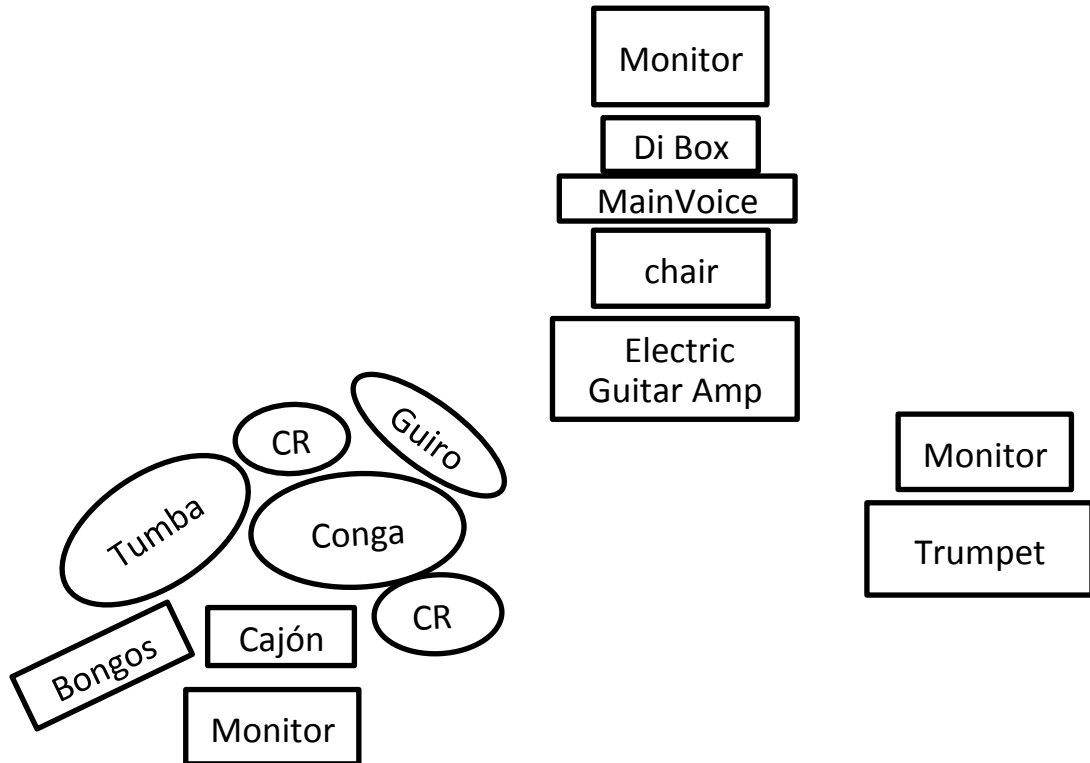 Monitor
Di Box
MainVoice
chair
Electric
Guitar Amp
Guiro
CR
Monitor
Tumba
Conga
Trumpet
CR
Cajón
Bongos
Monitor